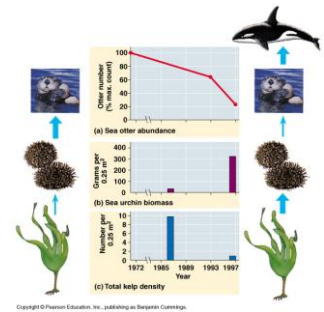 Otter number
(% max. count)
100
80
60
40
20
0
(a) Sea otter abundance
Grams per
0.25 m²
400
300
200
100
0
(b) Sea urchin biomass
Number per
0.25 m²
10
8
6
4
2
0
1972 1985 1989 1993 1997
Year
(c) Total kelp density
Copyright © Pearson Education, Inc., publishing as Benjamin Cummings.